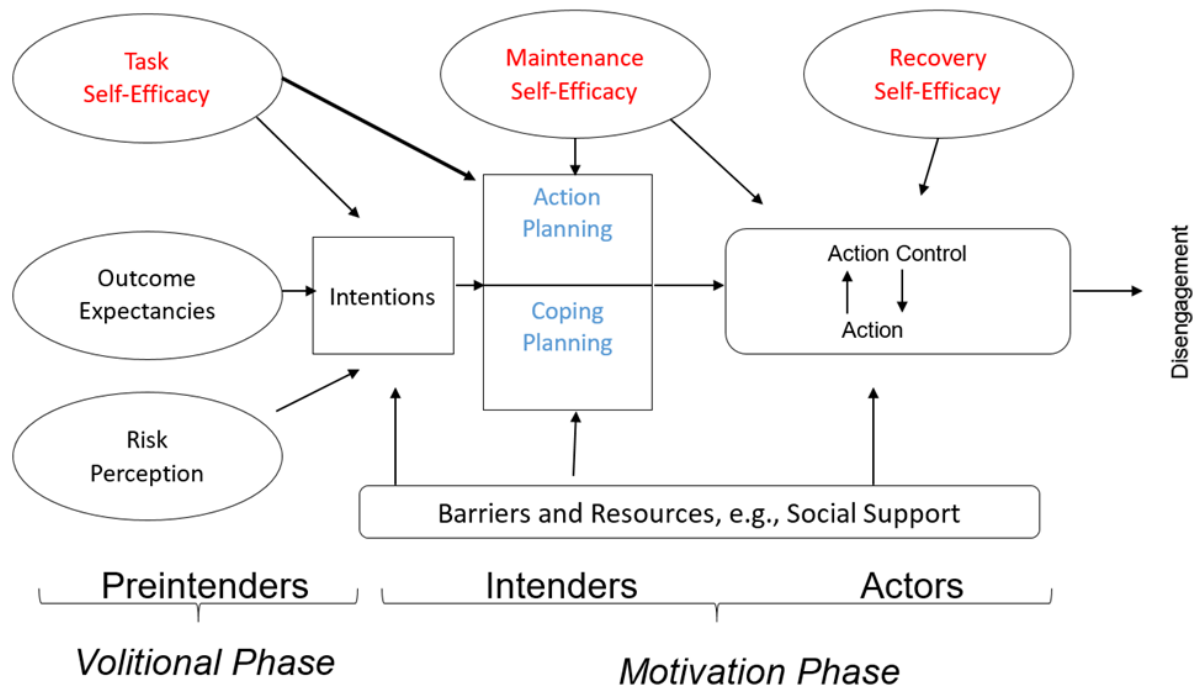 Task
Self-Efficacy
Maintenance
Self-Efficacy
Recovery
Self-Efficacy
Action
Planning
Outcome
Expectancies
Intentions
Coping
Planning
Action Control
Action
Disengagement
Risk
Perception
Barriers and Resources, e.g., Social Support
Preintenders
Intenders
Actors
Volitional Phase
Motivation Phase